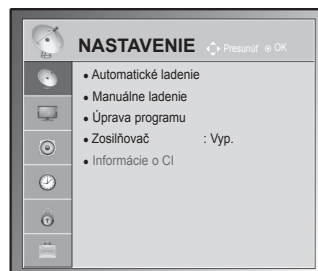 NASTAVENIE Presunúť OK
• Automatické ladenie
• Manuálne ladenie
• Úprava programu
• Zosilňovač : Vyp.
• Informácie o CI